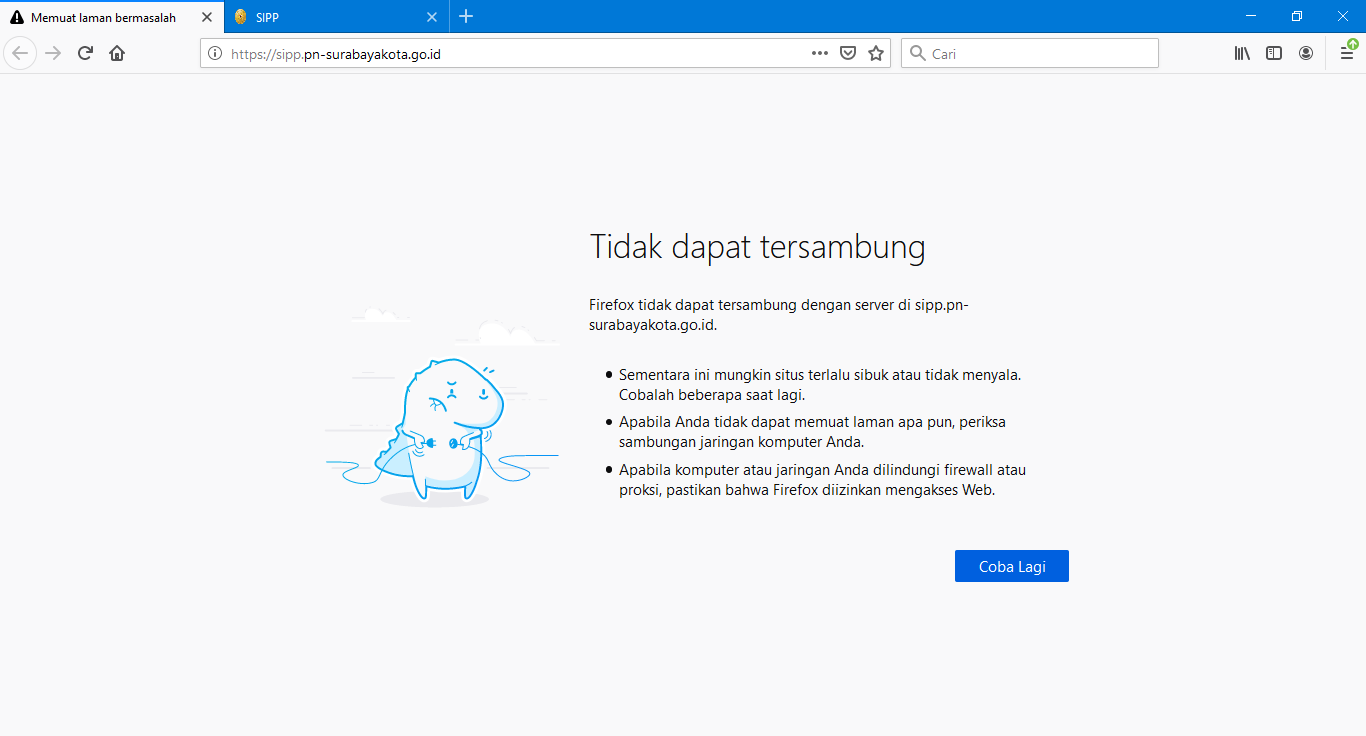 Memuat laman bermasalah
SIPP
https://sipp.pn-surabayakota.go.id
Cari
Tidak dapat tersambung
Firefox tidak dapat tersambung dengan server di sipp.pn-
surabayakota.go.id.
Sementara ini mungkin situs terlalu sibuk atau tidak menyala.
Cobalah beberapa saat lagi.
Apabila Anda tidak dapat memuat laman apa pun, periksa
sambungan jaringan komputer Anda.
Apabila komputer atau jaringan Anda dilindungi firewall atau
proksi, pastikan bahwa Firefox diizinkan mengakses Web.
Coba Lagi